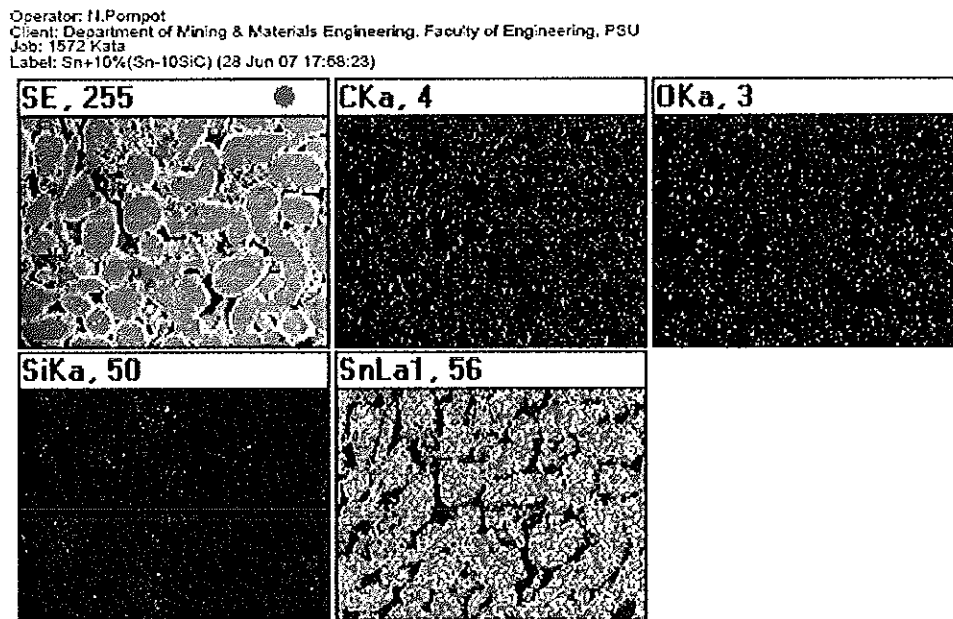 Operator: N.Pornpot
Client: Department of Mining & Materials Engineering, Faculty of Engineering, PSU
Job: 1572 Kata
Label: Sn+10%(Sn-10SiC) (28 Jun 07 17:58:23)
SE, 255
CKa, 4
OKa, 3
SiKa, 50
SnLa1, 56